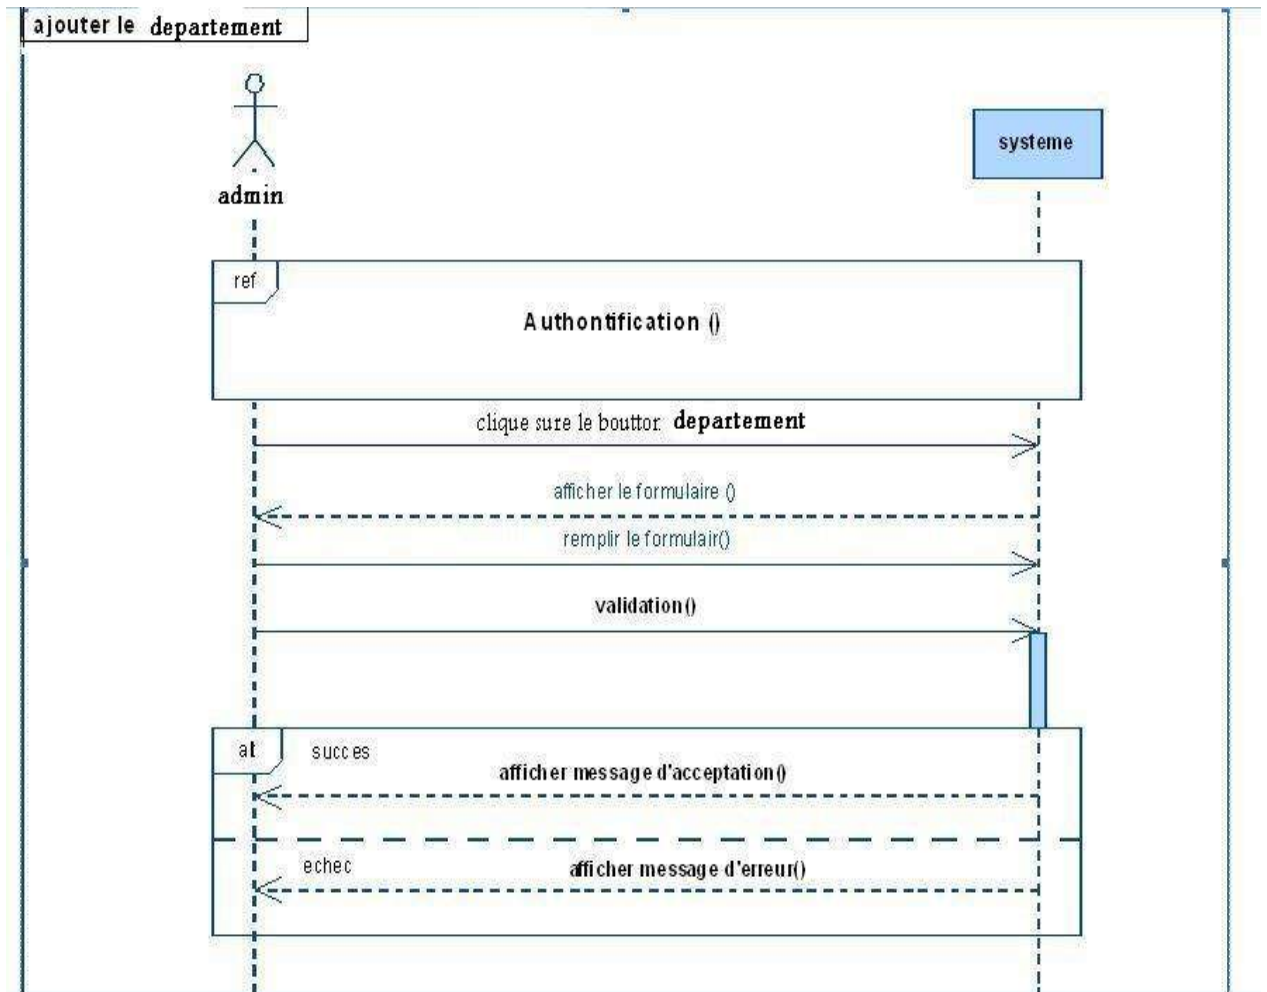 ajouter le departement
systeme
admin
ref
Authontification ()
clique sure le bouttor departement
afficher le formulaire ()
remplir le formulair()
validation()
at succes
afficher message d'acceptation()
echec afficher message d'erreur()